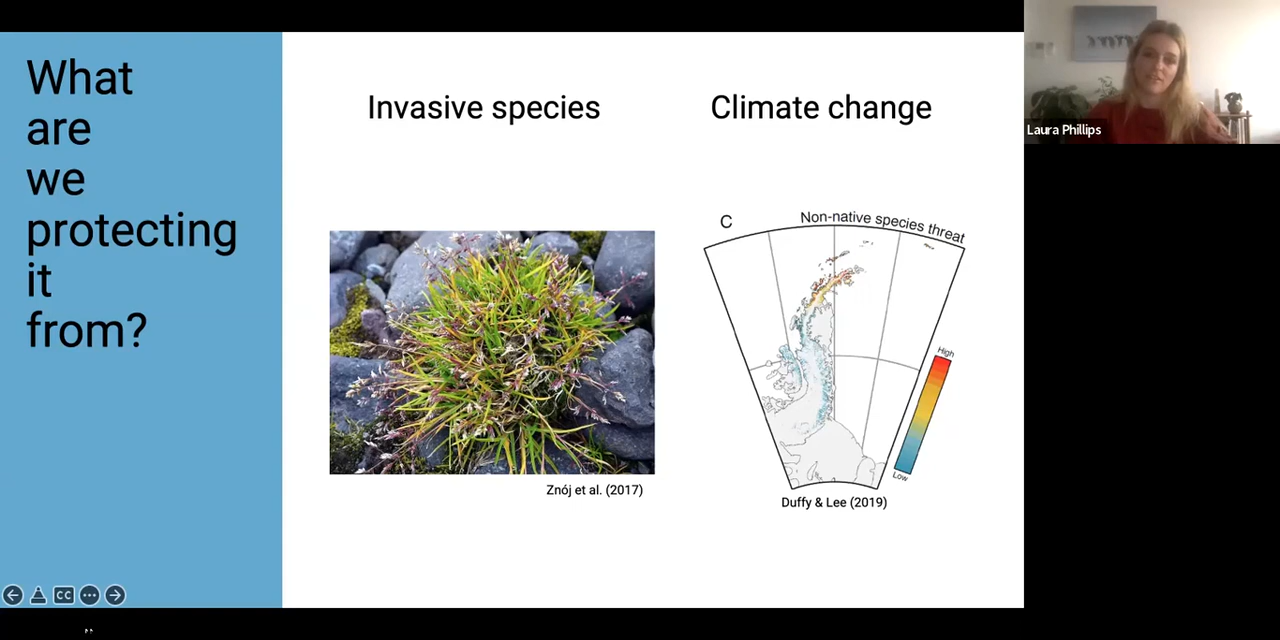 What
are
we
protecting
it
from?
Invasive species
Climate change
C
Non-native species threat
High
Low
Znój et al. (2017)
Duffy & Lee (2019)
CC
Laura Phillips